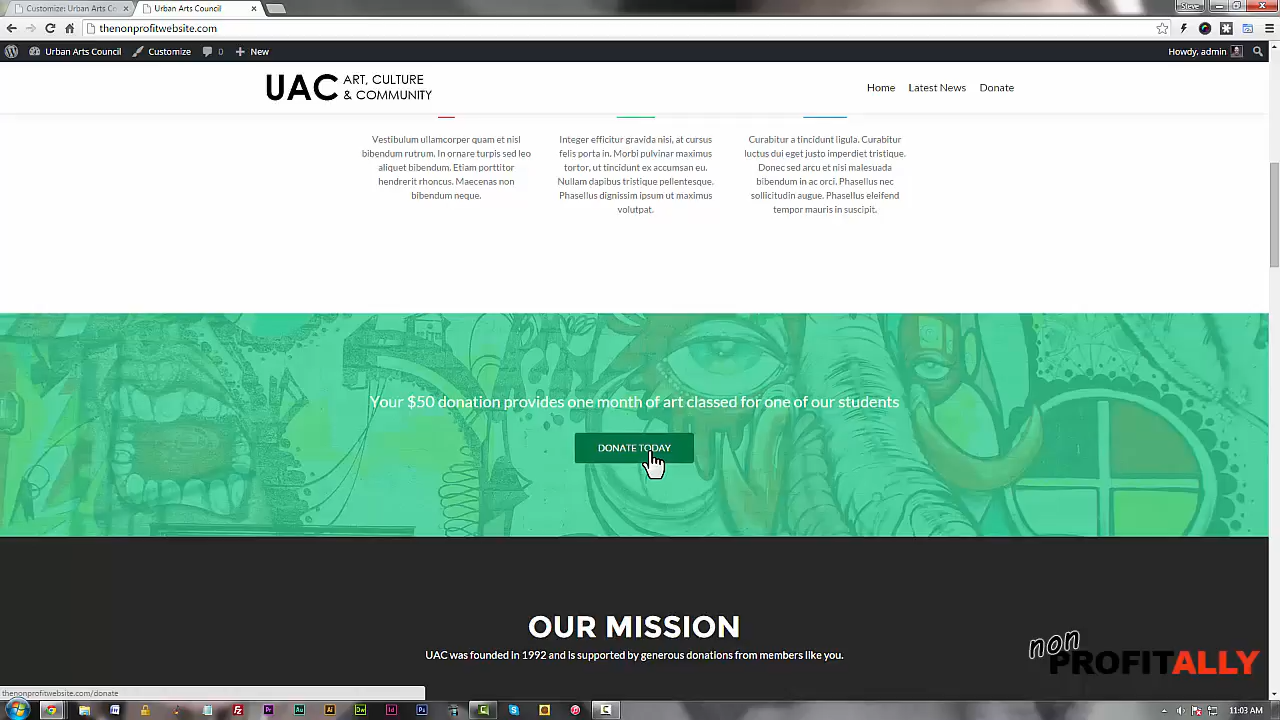 Customize: Urban Arts Co
Urban Arts Council
Steve
thenonprofitwebsite.com
Urban Arts Council
Customize
0
New
Howdy, admin
UAC ART, CULTURE
& COMMUNITY
Home
Latest News
Donate
Vestibulum ullamcorper quam et nisl
bibendum rutrum. In ornare turpis sed leo
aliquet bibendum. Etiam porttitor
hendrerit rhoncus. Maecenas non
bibendum neque.
Integer efficitur gravida nisi, at cursus
felis porta in. Morbi pulvinar maximus
tortor, ut tincidunt ex accumsan eu.
Nullam dapibus tristique pellentesque.
Phasellus dignissim ipsum ut maximus
volutpat.
Curabitur a tincidunt ligula. Curabitur
luctus dui eget justo imperdiet tristique.
Donec sed arcu et nisi malesuada
bibendum in ac orci. Phasellus nec
sollicitudin augue. Phasellus eleifend
tempor mauris in suscipit.
Your $50 donation provides one month of art classed for one of our students
DONATE TODAY
OUR MISSION
UAC was founded in 1992 and is supported by generous donations from members like you.
non
PROFITALLY
thenonprofitwebsite.com/donate
11:03 AM